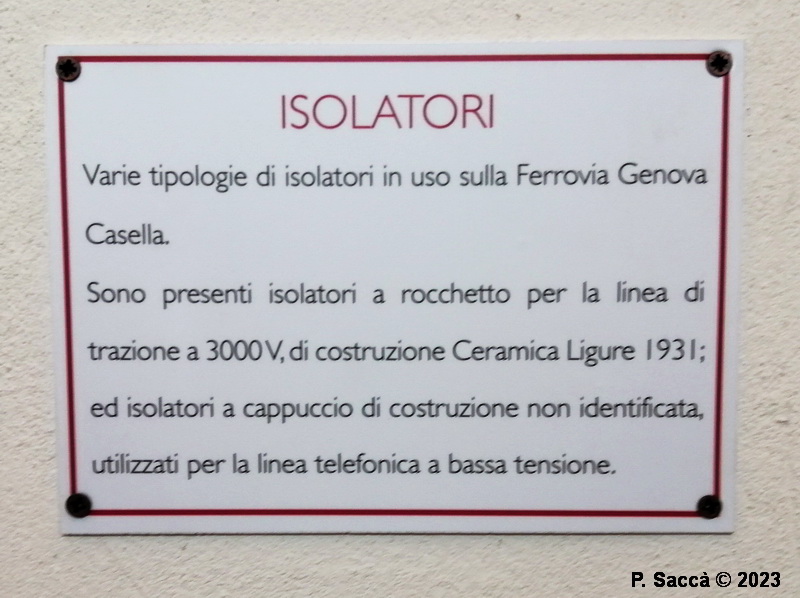 ISOLATORI
Varie tipologie di isolatori in uso sulla Ferrovia Genova
Casella.
Sono presenti isolatori a rocchetto per la linea di
trazione a 3000 V, di costruzione Ceramica Ligure 1931;
ed isolatori a cappuccio di costruzione non identificata,
utilizzati per la linea telefonica a bassa tensione.
P. Saccà © 2023